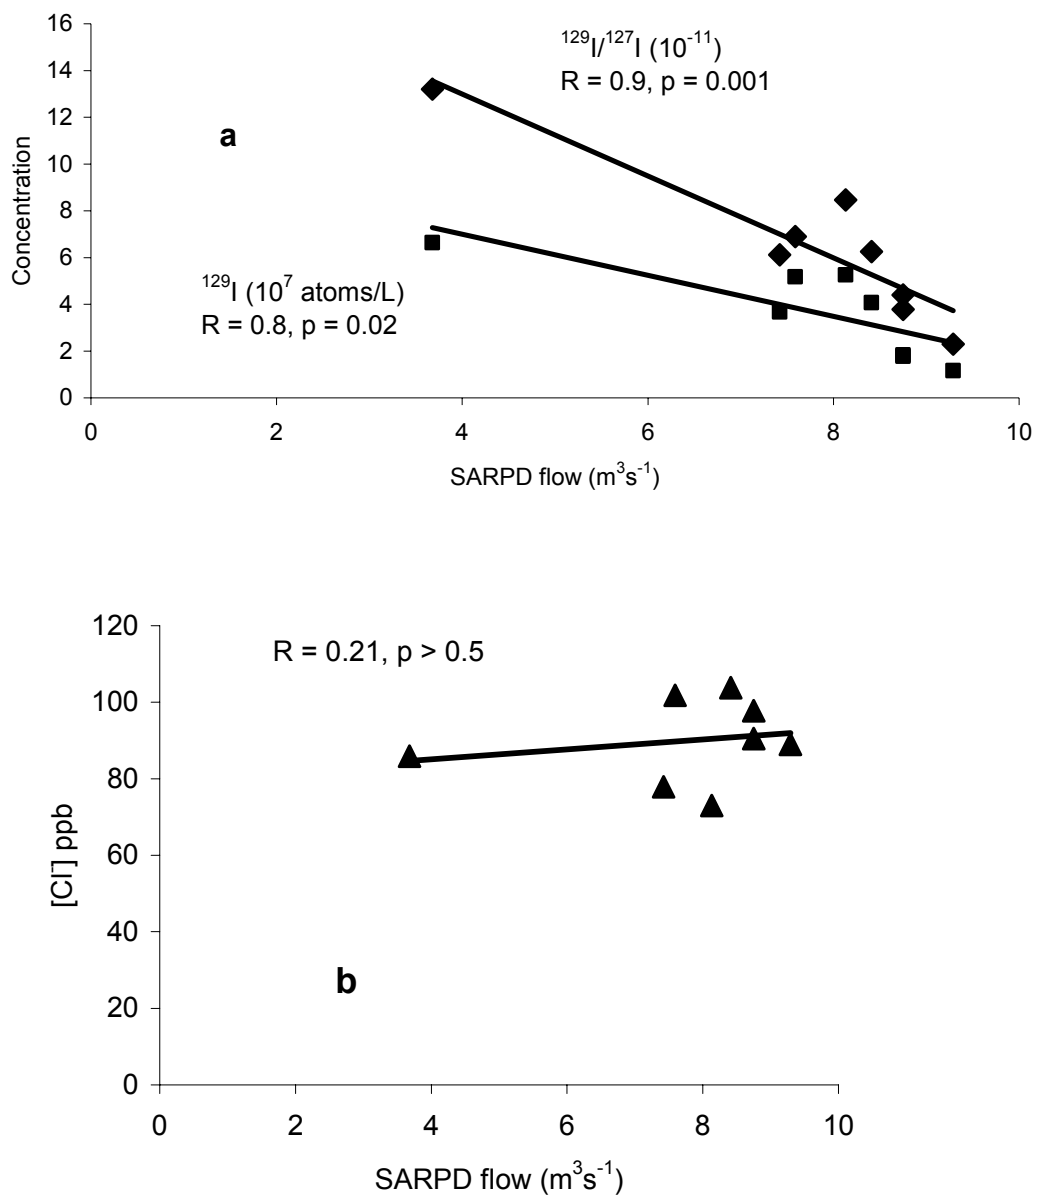 16
14
12
10
8
6
4
2
0
Concentration
a
¹²⁹I/¹²⁷I (10⁻¹¹)
R = 0.9, p = 0.001
¹²⁹I (10⁷ atoms/L)
R = 0.8, p = 0.02
0 2 4 6 8 10
SARPD flow (m³s⁻¹)
120
100
80
60
40
20
0
[Cl⁻] ppb
R = 0.21, p > 0.5
b
0 2 4 6 8 10
SARPD flow (m³s⁻¹)